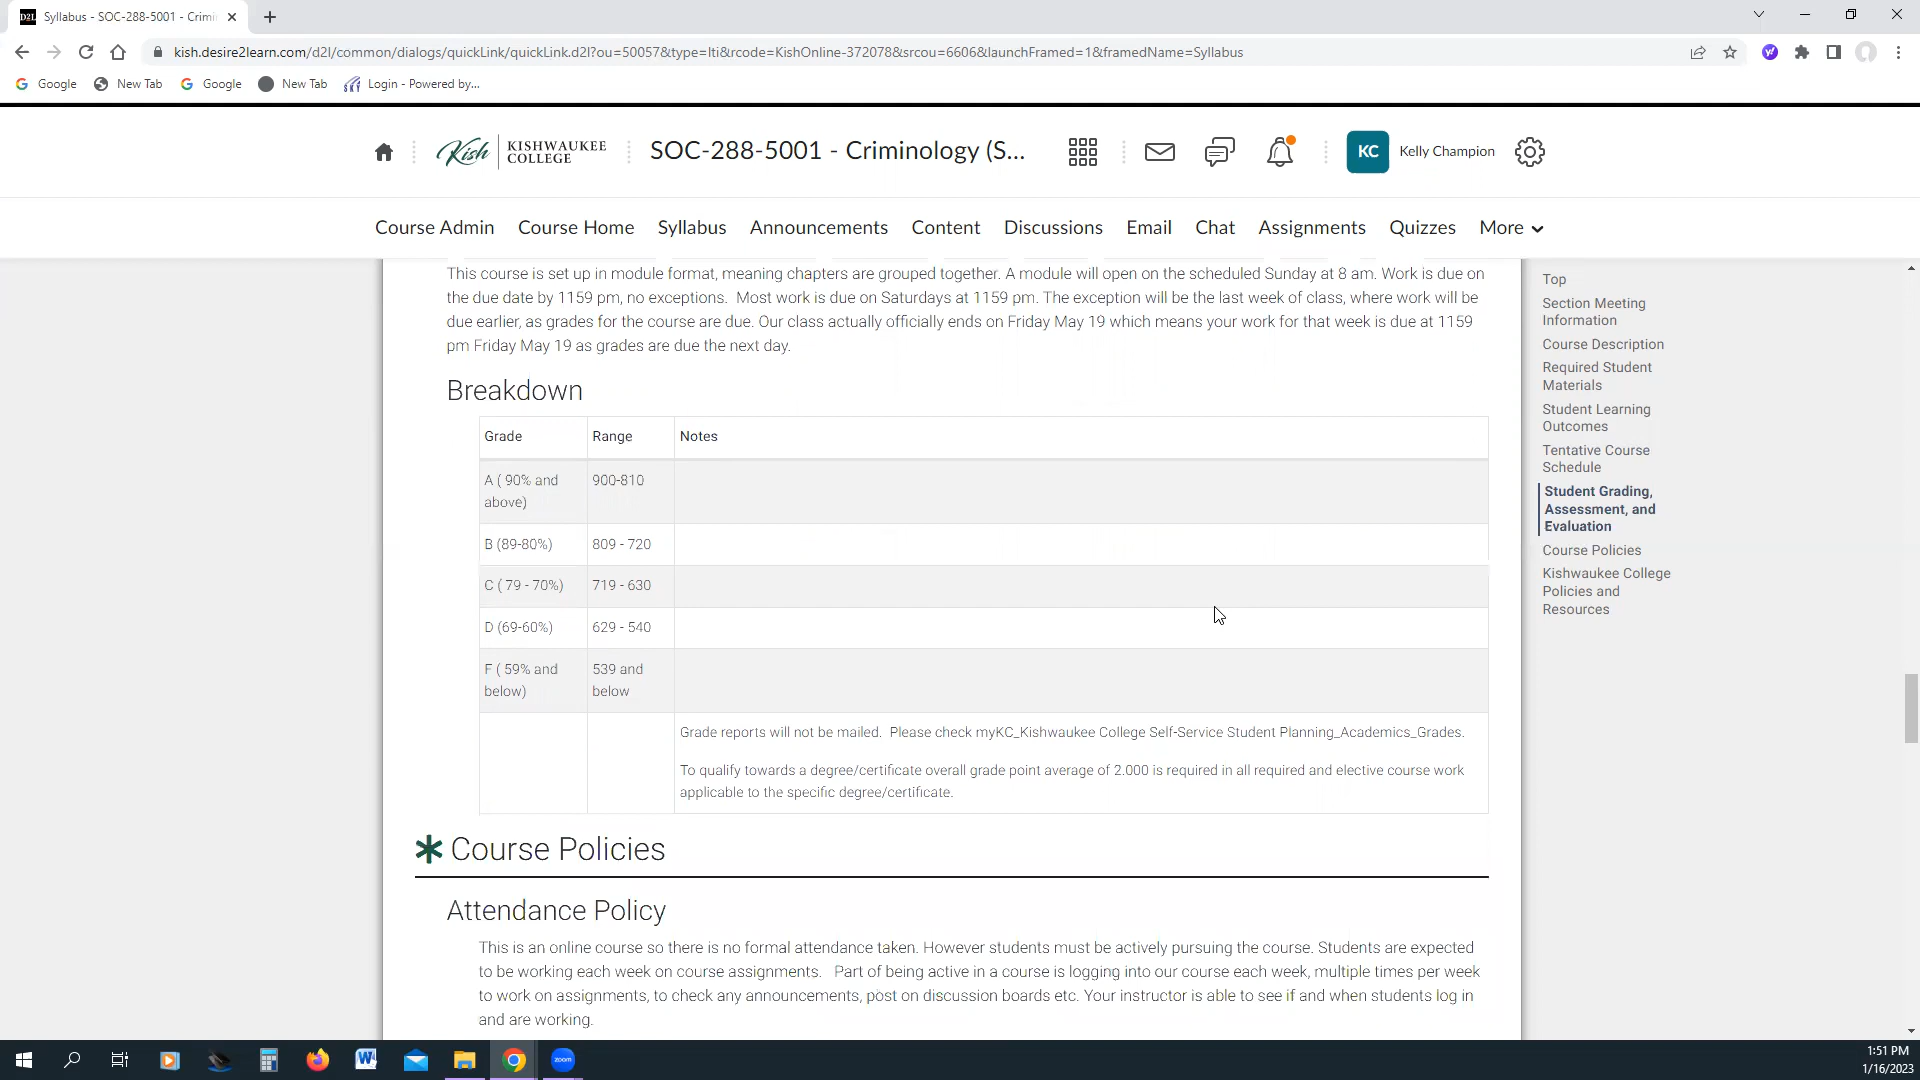 Syllabus - SOC-288-5001 - Crimi
kish.desire2learn.com/d2l/common/dialogs/quickLink/quickLink.d2l?ou=50057&type=lti&rcode=KishOnline-372078&srcou=6606&launchFramed=1&framedName=Syllabus
Google New Tab Google New Tab Login - Powered by...
Kish KISHWAUKEE COLLEGE SOC-288-5001 - Criminology (S... KC Kelly Champion
Course Admin Course Home Syllabus Announcements Content Discussions Email Chat Assignments Quizzes More
This course is set up in module format, meaning chapters are grouped together. A module will open on the scheduled Sunday at 8 am. Work is due on
the due date by 1159 pm, no exceptions.  Most work is due on Saturdays at 1159 pm. The exception will be the last week of class, where work will be
due earlier, as grades for the course are due. Our class actually officially ends on Friday May 19 which means your work for that week is due at 1159
pm Friday May 19 as grades are due the next day.
Breakdown
Grade Range Notes
A ( 90% and
above)
900-810
B (89-80%) 809 - 720
C ( 79 - 70%) 719 - 630
D (69-60%) 629 - 540
F ( 59% and
below)
539 and
below
Grade reports will not be mailed.  Please check myKC_Kishwaukee College Self-Service Student Planning_Academics_Grades.
To qualify towards a degree/certificate overall grade point average of 2.000 is required in all required and elective course work
applicable to the specific degree/certificate.
Course Policies
Attendance Policy
This is an online course so there is no formal attendance taken. However students must be actively pursuing the course. Students are expected
to be working each week on course assignments.   Part of being active in a course is logging into our course each week, multiple times per week
to work on assignments, to check any announcements, post on discussion boards etc. Your instructor is able to see if and when students log in
and are working.
Top
Section Meeting
Information
Course Description
Required Student
Materials
Student Learning
Outcomes
Tentative Course
Schedule
Student Grading,
Assessment, and
Evaluation
Course Policies
Kishwaukee College
Policies and
Resources
zoom
1:51 PM
1/16/2023